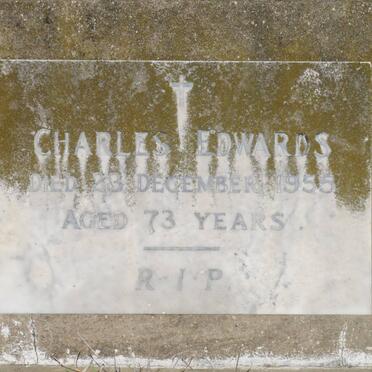 CHARLES EDWARDS
DIED 23 DECEMBER 1955
AGED 73 YEARS.
R·I·P